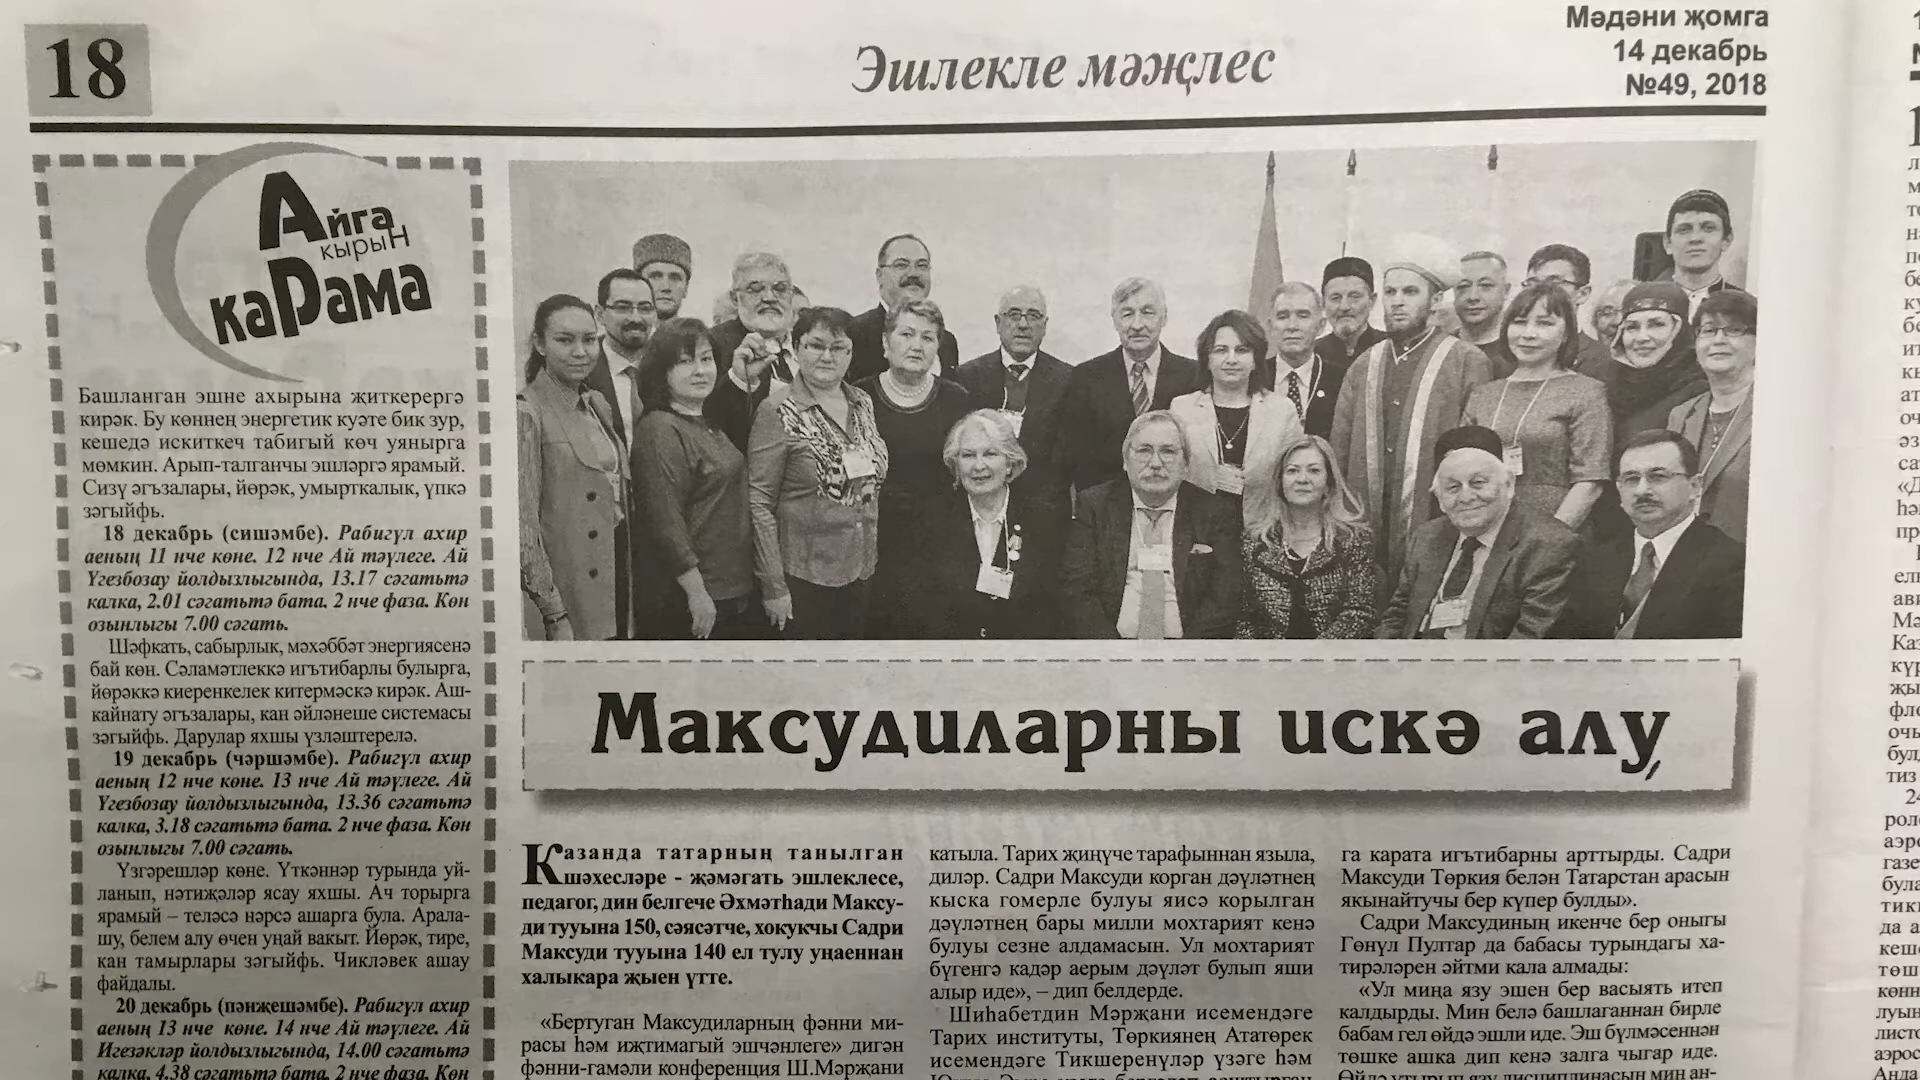 18
Эшлекле мәҗлес
Мәдәни җомга
14 декабрь
№49, 2018
Айга
кырын
каРама
Башланган эшне ахырына җиткерергә
кирәк. Бу көннең энергетик куәте бик зур,
кешедә искиткеч табигый көч уянырга
мөмкин. Арып-талганчы эшләргә ярамый.
Сизү әгъзалары, йөрәк, умырткалык, үпкә
зәгыйфь.
18 декабрь (сишәмбе). Рабигүл ахир
аеның 11 нче көне. 12 нче Ай тәүлеге. Ай
Үгезбозау йолдызлыгында, 13.17 сәгатьтә
калка, 2.01 сәгатьтә бата. 2 нче фаза. Көн
озынлыгы 7.00 сәгать.
Шәфкать, сабырлык, мәхәббәт энергиясенә
бай көн. Сәламәтлеккә игътибарлы булырга,
йөрәккә киеренкелек китермәскә кирәк. Аш-
кайнату әгъзалары, кан әйләнеше системасы
зәгыйфь. Дарулар яхшы үзләштерелә.
19 декабрь (чәршәмбе). Рабигүл ахир
аеның 12 нче көне. 13 нче Ай тәүлеге. Ай
Үгезбозау йолдызлыгында, 13.36 сәгатьтә
калка, 3.18 сәгатьтә бата. 2 нче фаза. Көн
озынлыгы 7.00 сәгать.
Үзгәрешләр көне. Үткәннәр турында уй-
ланып, нәтиҗәләр ясау яхшы. Ач торырга
ярамый – теләсә нәрсә ашарга була. Арала-
шу, белем алу өчен уңай вакыт. Йөрәк, тире,
кан тамырлары зәгыйфь. Чикләвек ашау
файдалы.
20 декабрь (пәнҗешәмбе). Рабигүл ахир
аеның 13 нче көне. 14 нче Ай тәүлеге. Ай
Игезәкләр йолдызлыгында, 14.00 сәгатьтә
калка, 4.38 сәгатьтә бата. 2 нче фаза. Көн
Максудиларны искә алу
Казанда татарның танылган
шәхесләре - җәмәгать эшлеклесе,
педагог, дин белгече Әхмәтһади Максу-
ди тууына 150, сәясәтче, хокукчы Садри
Максуди тууына 140 ел тулу уңаеннан
халыкара җыен үтте.
«Бертуган Максудиларның фәнни ми-
расы һәм иҗтимагый эшчәнлеге» дигән
фәнни-гамәли конференция Ш.Мәрҗани
катыла. Тарих җиңүче тарафыннан языла,
диләр. Садри Максуди корган дәүләтнең
кыска гомерле булуы яисә корылган
дәүләтнең бары милли мохтарият кенә
булуы сезне алдамасын. Ул мохтарият
бүгенгә кадәр аерым дәүләт булып яши
алыр иде», – дип белдерде.
Шиһабетдин Мәрҗани исемендәге
Тарих институты, Төркиянең Ататөрек
исемендәге Тикшеренүләр үзәге һәм
га карата игътибарны арттырды. Садри
Максуди Төркия белән Татарстан арасын
якынайтучы бер күпер булды».
Садри Максудиның икенче бер оныгы
Гөнүл Пултар да бабасы турындагы ха-
тирәләрен әйтми кала алмады:
«Ул миңа язу эшен бер васыять итеп
калдырды. Мин белә башлаганнан бирле
бабам гел өйдә эшли иде. Эш бүлмәсеннән
төшке ашка дип кенә залга чыгар иде.